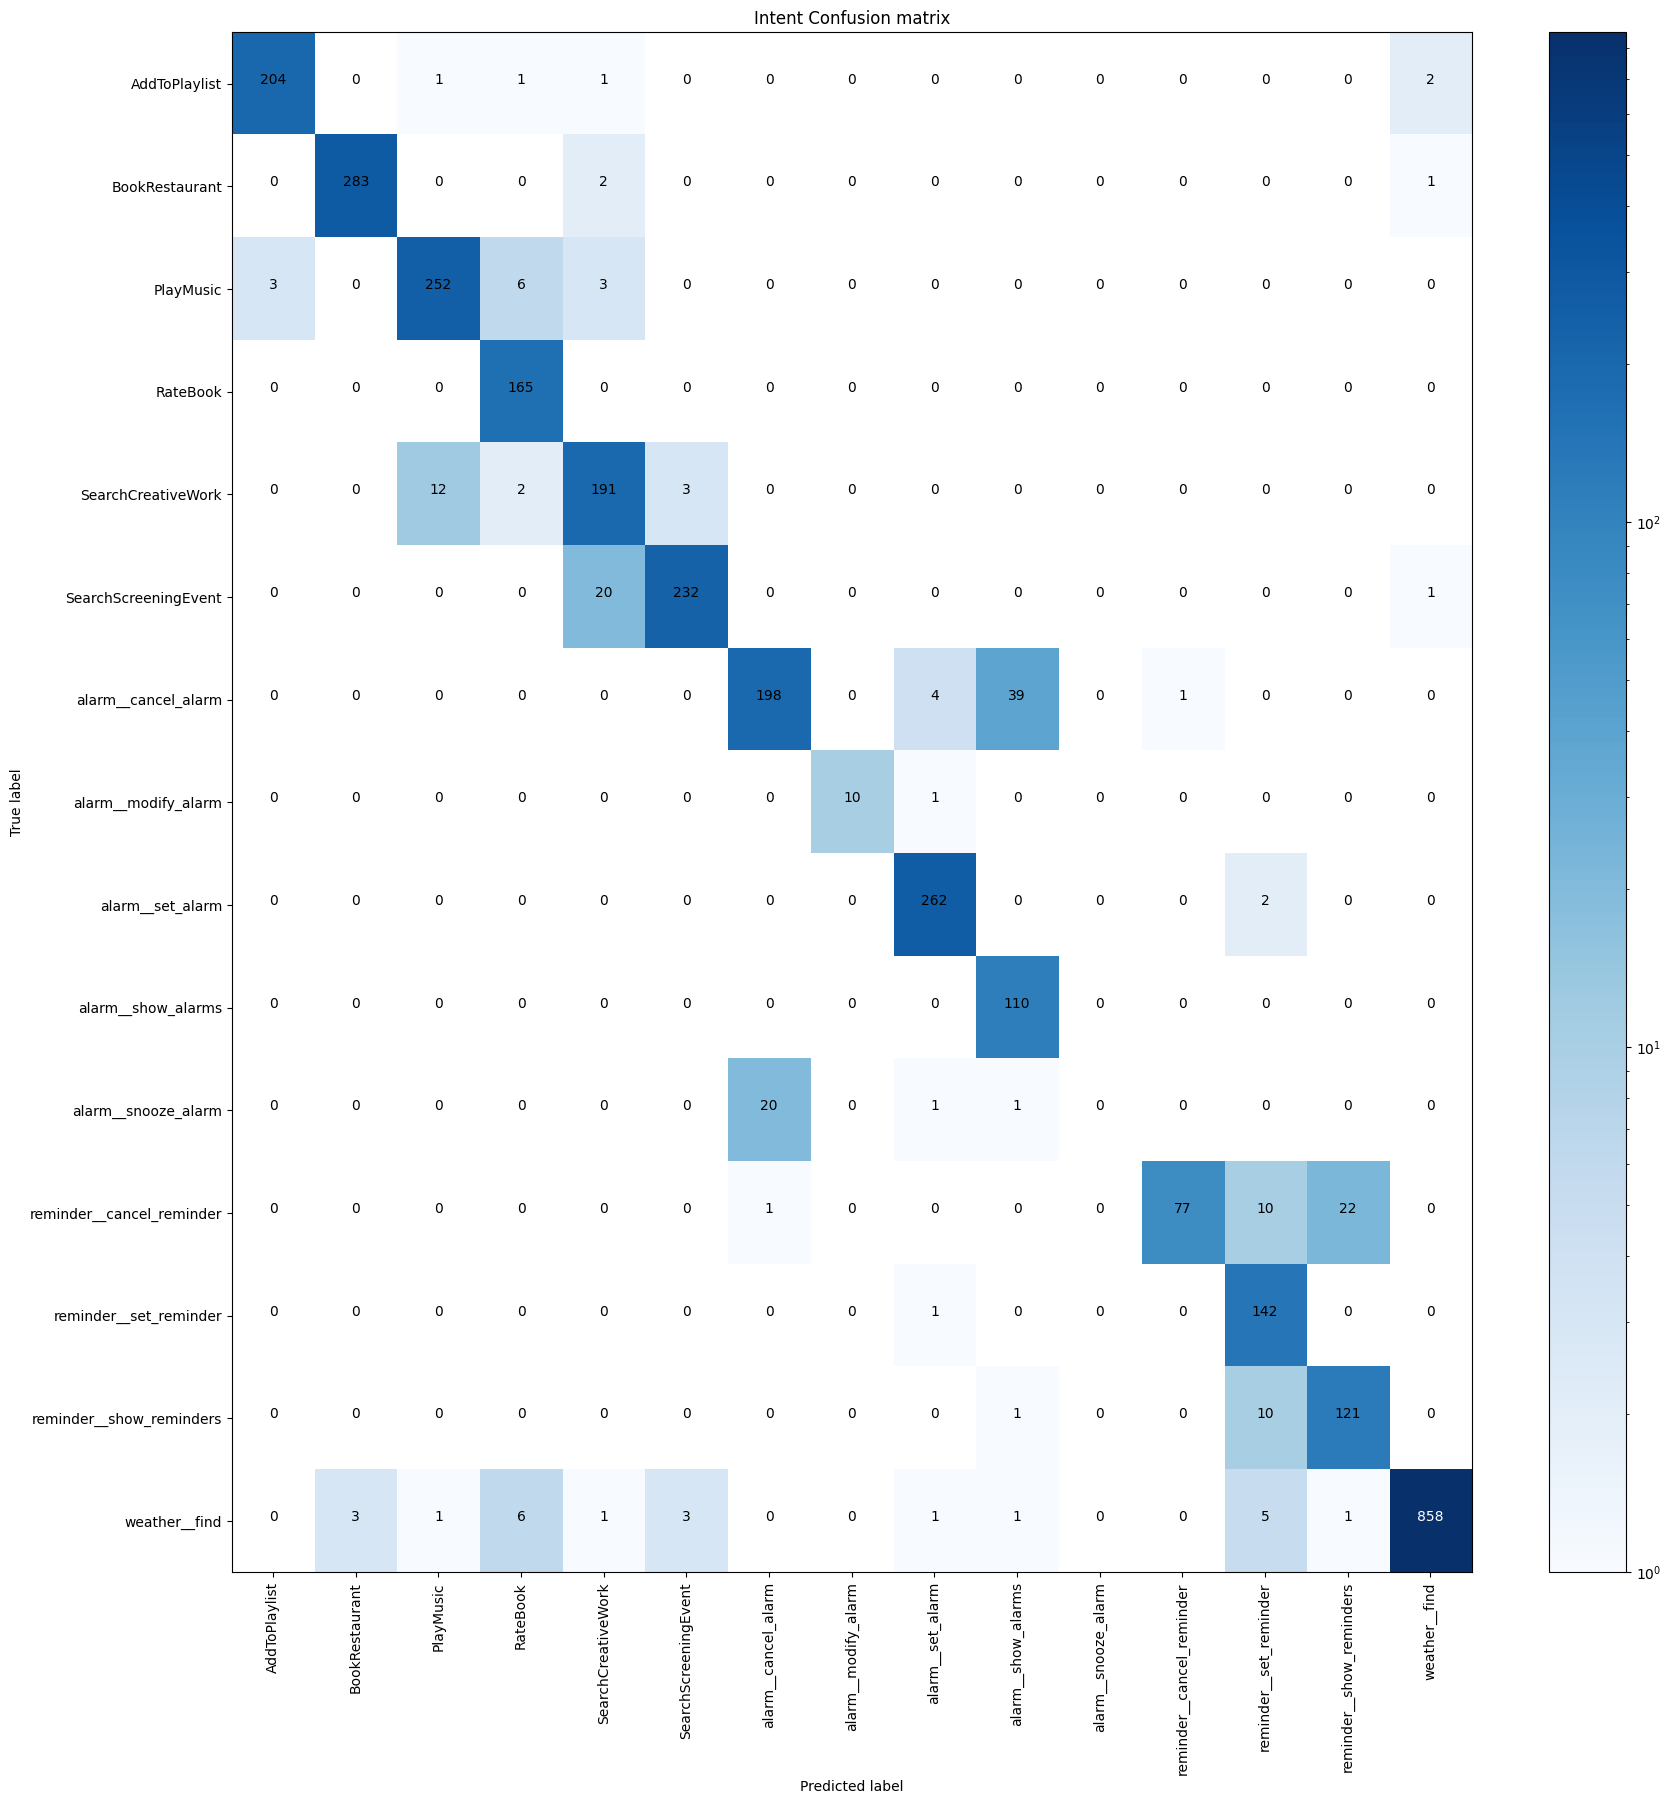 Intent Confusion matrix
AddToPlaylist 204 0 1 1 1 0 0 0 0 0 0 0 0 0 2
BookRestaurant 0 283 0 0 2 0 0 0 0 0 0 0 0 0 1
PlayMusic 3 0 252 6 3 0 0 0 0 0 0 0 0 0 0
RateBook 0 0 0 165 0 0 0 0 0 0 0 0 0 0 0
SearchCreativeWork 0 0 12 2 191 3 0 0 0 0 0 0 0 0 0
10²
SearchScreeningEvent 0 0 0 0 20 232 0 0 0 0 0 0 0 0 1
alarm__cancel_alarm 0 0 0 0 0 0 198 0 4 39 0 1 0 0 0
True label
alarm__modify_alarm 0 0 0 0 0 0 0 10 1 0 0 0 0 0 0
alarm__set_alarm 0 0 0 0 0 0 0 0 262 0 0 0 2 0 0
alarm__show_alarms 0 0 0 0 0 0 0 0 0 110 0 0 0 0 0
10¹
alarm__snooze_alarm 0 0 0 0 0 0 20 0 1 1 0 0 0 0 0
reminder__cancel_reminder 0 0 0 0 0 0 1 0 0 0 0 77 10 22 0
reminder__set_reminder 0 0 0 0 0 0 0 0 1 0 0 0 142 0 0
reminder__show_reminders 0 0 0 0 0 0 0 0 0 1 0 0 10 121 0
weather__find 0 3 1 6 1 3 0 0 1 1 0 0 5 1 858
10⁰
AddToPlaylist
BookRestaurant
PlayMusic
RateBook
SearchCreativeWork
SearchScreeningEvent
alarm__cancel_alarm
alarm__modify_alarm
alarm__set_alarm
alarm__show_alarms
alarm__snooze_alarm
reminder__cancel_reminder
reminder__set_reminder
reminder__show_reminders
weather__find
Predicted label